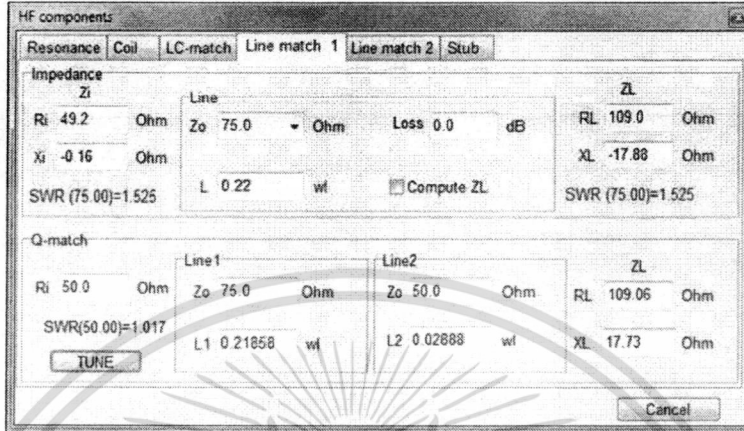 HF components
Resonance Coil LC-match Line match 1 Line match 2 Stub
Impedance
Zi
Ri 49.2 Ohm
Xi -0.16 Ohm
SWR (75.00)=1.525
Line
Zo 75.0 Ohm Loss 0.0 dB
L 0.22 wl Compute ZL
ZL
RL 109.0 Ohm
XL -17.88 Ohm
SWR (75.00)=1.525
Q-match
Ri 50.0 Ohm
SWR(50.00)=1.017
TUNE
Line1
Zo 75.0 Ohm
L1 0.21858 wl
Line2
Zo 50.0 Ohm
L2 0.02888 wl
ZL
RL 109.06 Ohm
XL 17.73 Ohm
Cancel